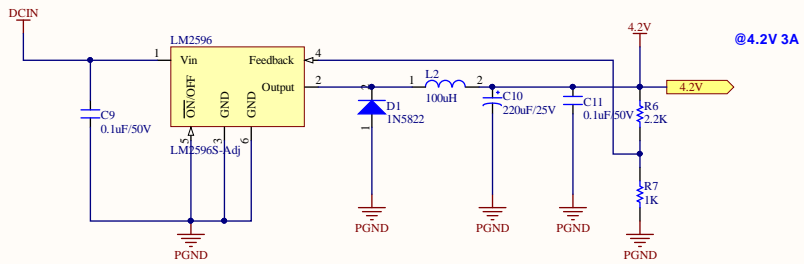 DCIN
4.2V
@4.2V 3A
LM2596
1
Vin
Feedback
4
Output
2
ON/OFF
GND
GND
5
3
6
LM2596S-Adj
C9
0.1uF/50V
2
D1
1N5822
1
1
L2
2
100uH
C10
220uF/25V
C11
0.1uF/50V
4.2V
R6
2.2K
R7
1K
PGND
PGND
PGND
PGND
PGND